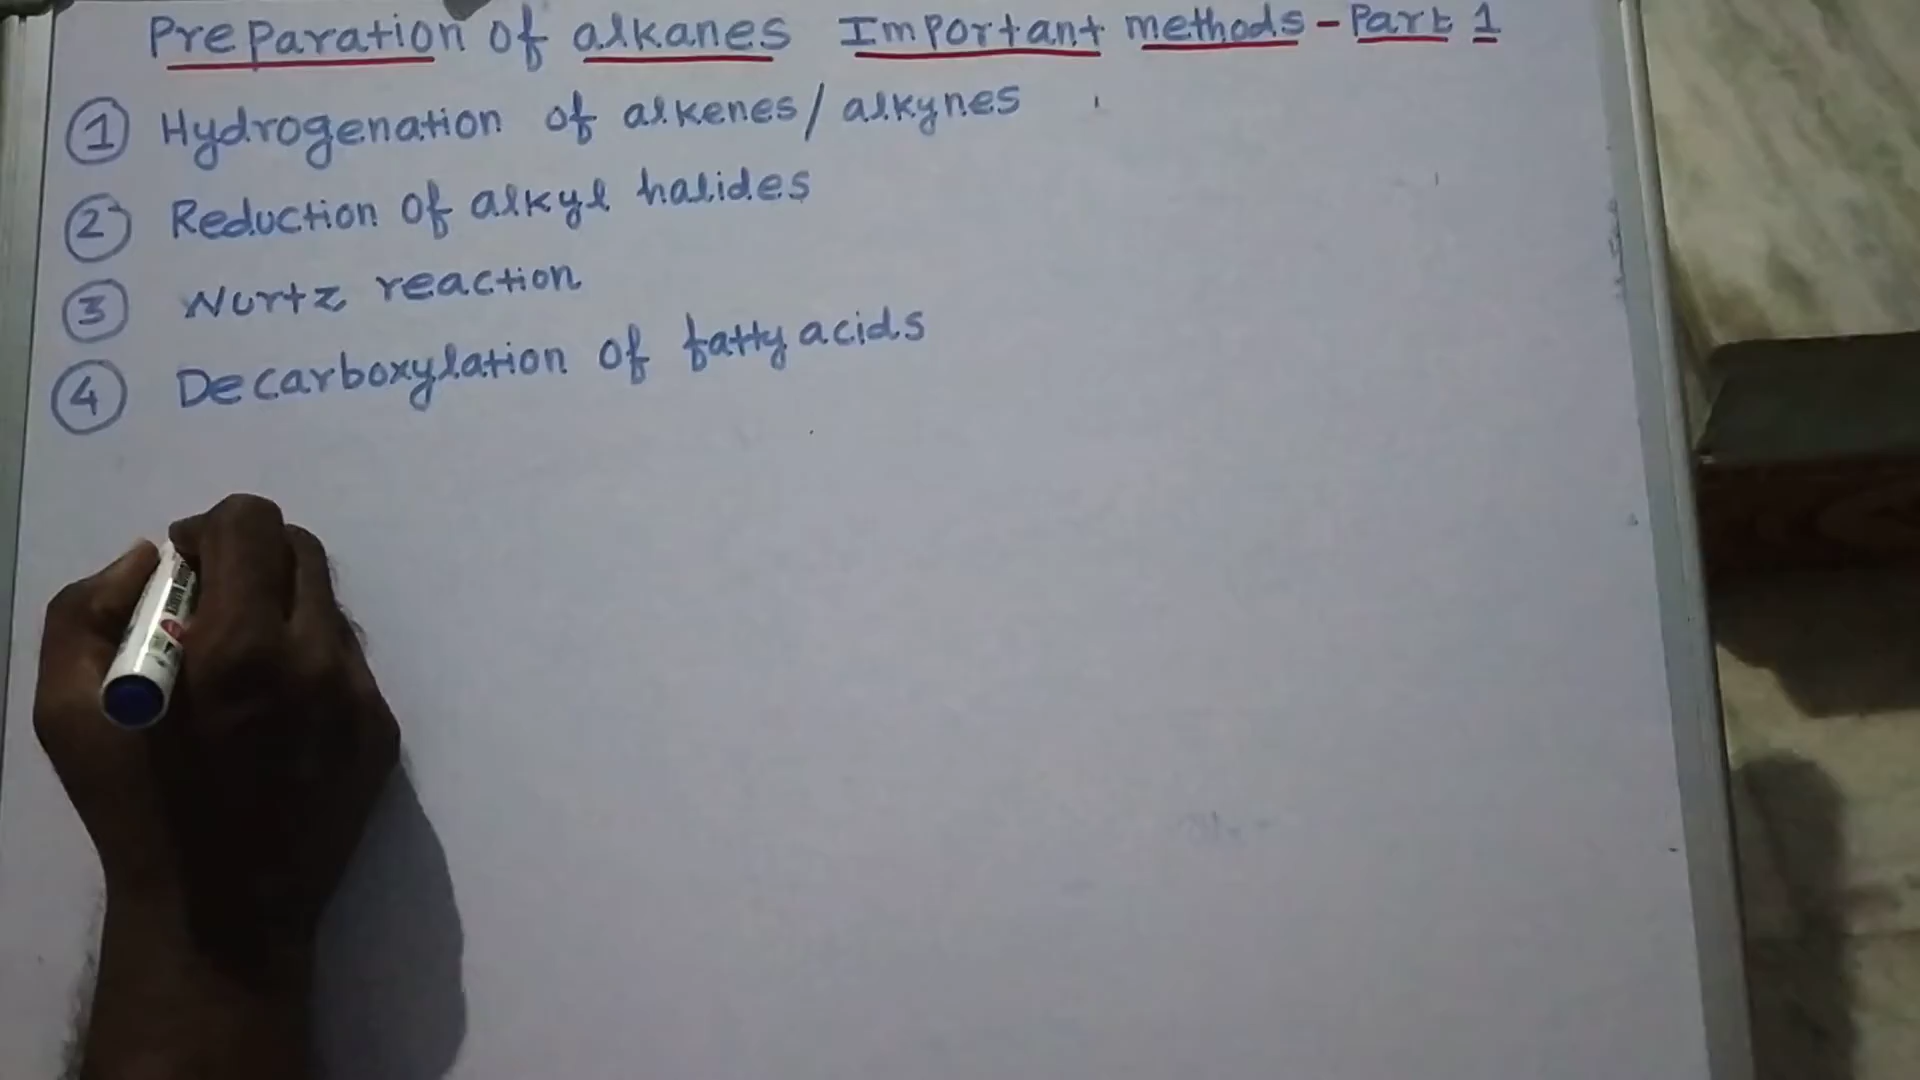 Preparation of alkanes Important methods - Part 1
① Hydrogenation of alkenes/alkynes
② Reduction of alkyl halides
③ Wurtz reaction
④ Decarboxylation of fatty acids